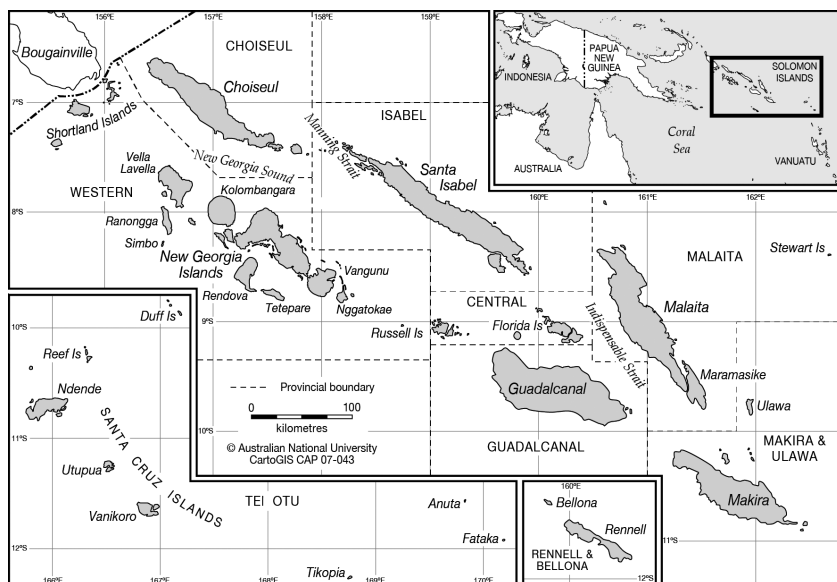 156°E
157°E
158°E
159°E
CHOISEUL
Bougainville
Choiseul
PAPUA
NEW
GUINEA
SOLOMON
ISLANDS
INDONESIA
Coral
Sea
AUSTRALIA
VANUATU
7°S
Shortland Islands
ISABEL
Manning Strait
New Georgia Sound
Santa
Isabel
Vella
Lavella
WESTERN
Kolombangara
160°E
161°E
162°E
8°S
Ranongga
Simbo
New Georgia
Islands
Vangunu
Rendova
Tetepare
Nggatokae
MALAITA
Stewart Is
Malaita
CENTRAL
Indispensable Strait
9°S
Russell Is
Florida Is
Maramasike
Guadalcanal
Ulawa
Provincial boundary
0
100
kilometres
10°S
© Australian National University
CartoGIS CAP 07-043
GUADALCANAL
MAKIRA &
ULAWA
Makira
11°S
10°S
Duff Is
Reef Is
Ndende
SANTA CRUZ ISLANDS
11°S
Utupua
Vanikoro
OTU
Anuta
Fataka
12°S
Tikopia
166°E
167°E
168°E
169°E
170°E
160°E
Bellona
Rennell
RENNELL &
BELLONA
12°S